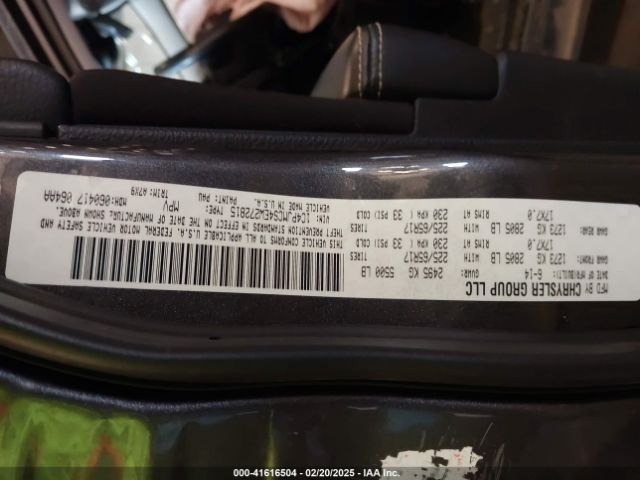 MFD BY CHRYSLER GROUP LLC
DATE OF MFR(BUILT): 6-14 GVWR: 2495 KG 5500 LB
GAWR FRONT: 1273 KG 2805 LB WITH TIRES 225/65R17
RIMS AT 17X7.0 230 KPA ( 33 PSI) COLD
GAWR REAR: 1273 KG 2805 LB WITH TIRES 225/65R17
RIMS AT 17X7.0 230 KPA ( 33 PSI) COLD
THIS VEHICLE CONFORMS TO ALL APPLICABLE U.S.A. FEDERAL MOTOR VEHICLE SAFETY AND
THEFT PREVENTION STANDARDS IN EFFECT ON THE DATE OF MANUFACTURE SHOWN ABOVE.
VIN: 1C4PJMCS4EW272815 TYPE: MPV MDH: 060417 064AA
VEHICLE MADE IN U.S.A. PAINT: PAU TRIM: A7X9
000-41616504 | 02/20/2025 | IAA Inc.